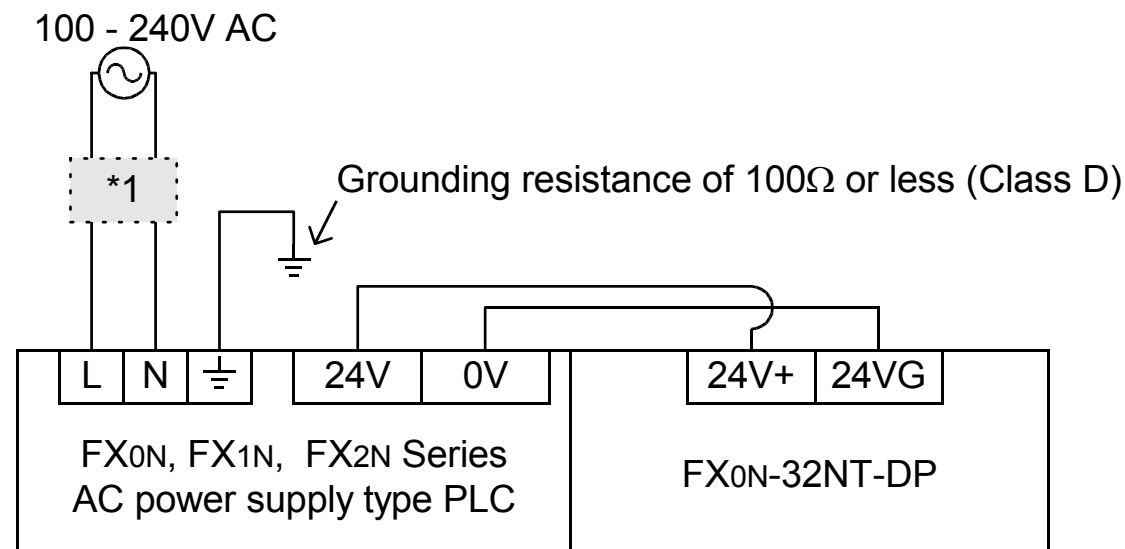 100 - 240V AC
*1
Grounding resistance of 100Ω or less (Class D)
L N 24V 0V 24V+ 24VG
FX0N, FX1N, FX2N Series
AC power supply type PLC
FX0N-32NT-DP